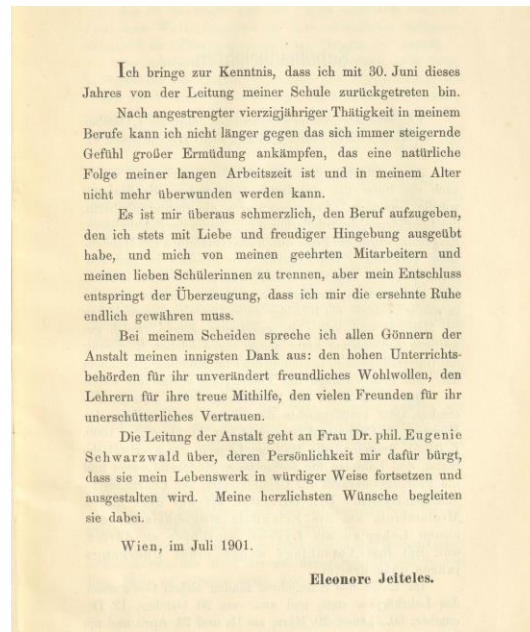 Ich bringe zur Kenntnis, dass ich mit 30. Juni dieses
Jahres von der Leitung meiner Schule zurückgetreten bin.
Nach angestrengter vierzigjähriger Thätigkeit in meinem
Berufe kann ich nicht länger gegen das sich immer steigernde
Gefühl großer Ermüdung ankämpfen, das eine natürliche
Folge meiner langen Arbeitszeit ist und in meinem Alter
nicht mehr überwunden werden kann.
Es ist mir überaus schmerzlich, den Beruf aufzugeben,
den ich stets mit Liebe und freudiger Hingebung ausgeübt
habe, und mich von meinen geehrten Mitarbeitern und
meinen lieben Schülerinnen zu trennen, aber mein Entschluss
entspringt der Überzeugung, dass ich mir die ersehnte Ruhe
endlich gewähren muss.
Bei meinem Scheiden spreche ich allen Gönnern der
Anstalt meinen innigsten Dank aus: den hohen Unterrichts-
behörden für ihr unverändert freundliches Wohlwollen, den
Lehrern für ihre treue Mithilfe, den vielen Freunden für ihr
unerschütterliches Vertrauen.
Die Leitung der Anstalt geht an Frau Dr. phil. Eugenie
Schwarzwald über, deren Persönlichkeit mir dafür bürgt,
dass sie mein Lebenswerk in würdiger Weise fortsetzen und
ausgestalten wird. Meine herzlichsten Wünsche begleiten
sie dabei.
Wien, im Juli 1901.
Eleonore Jeiteles.